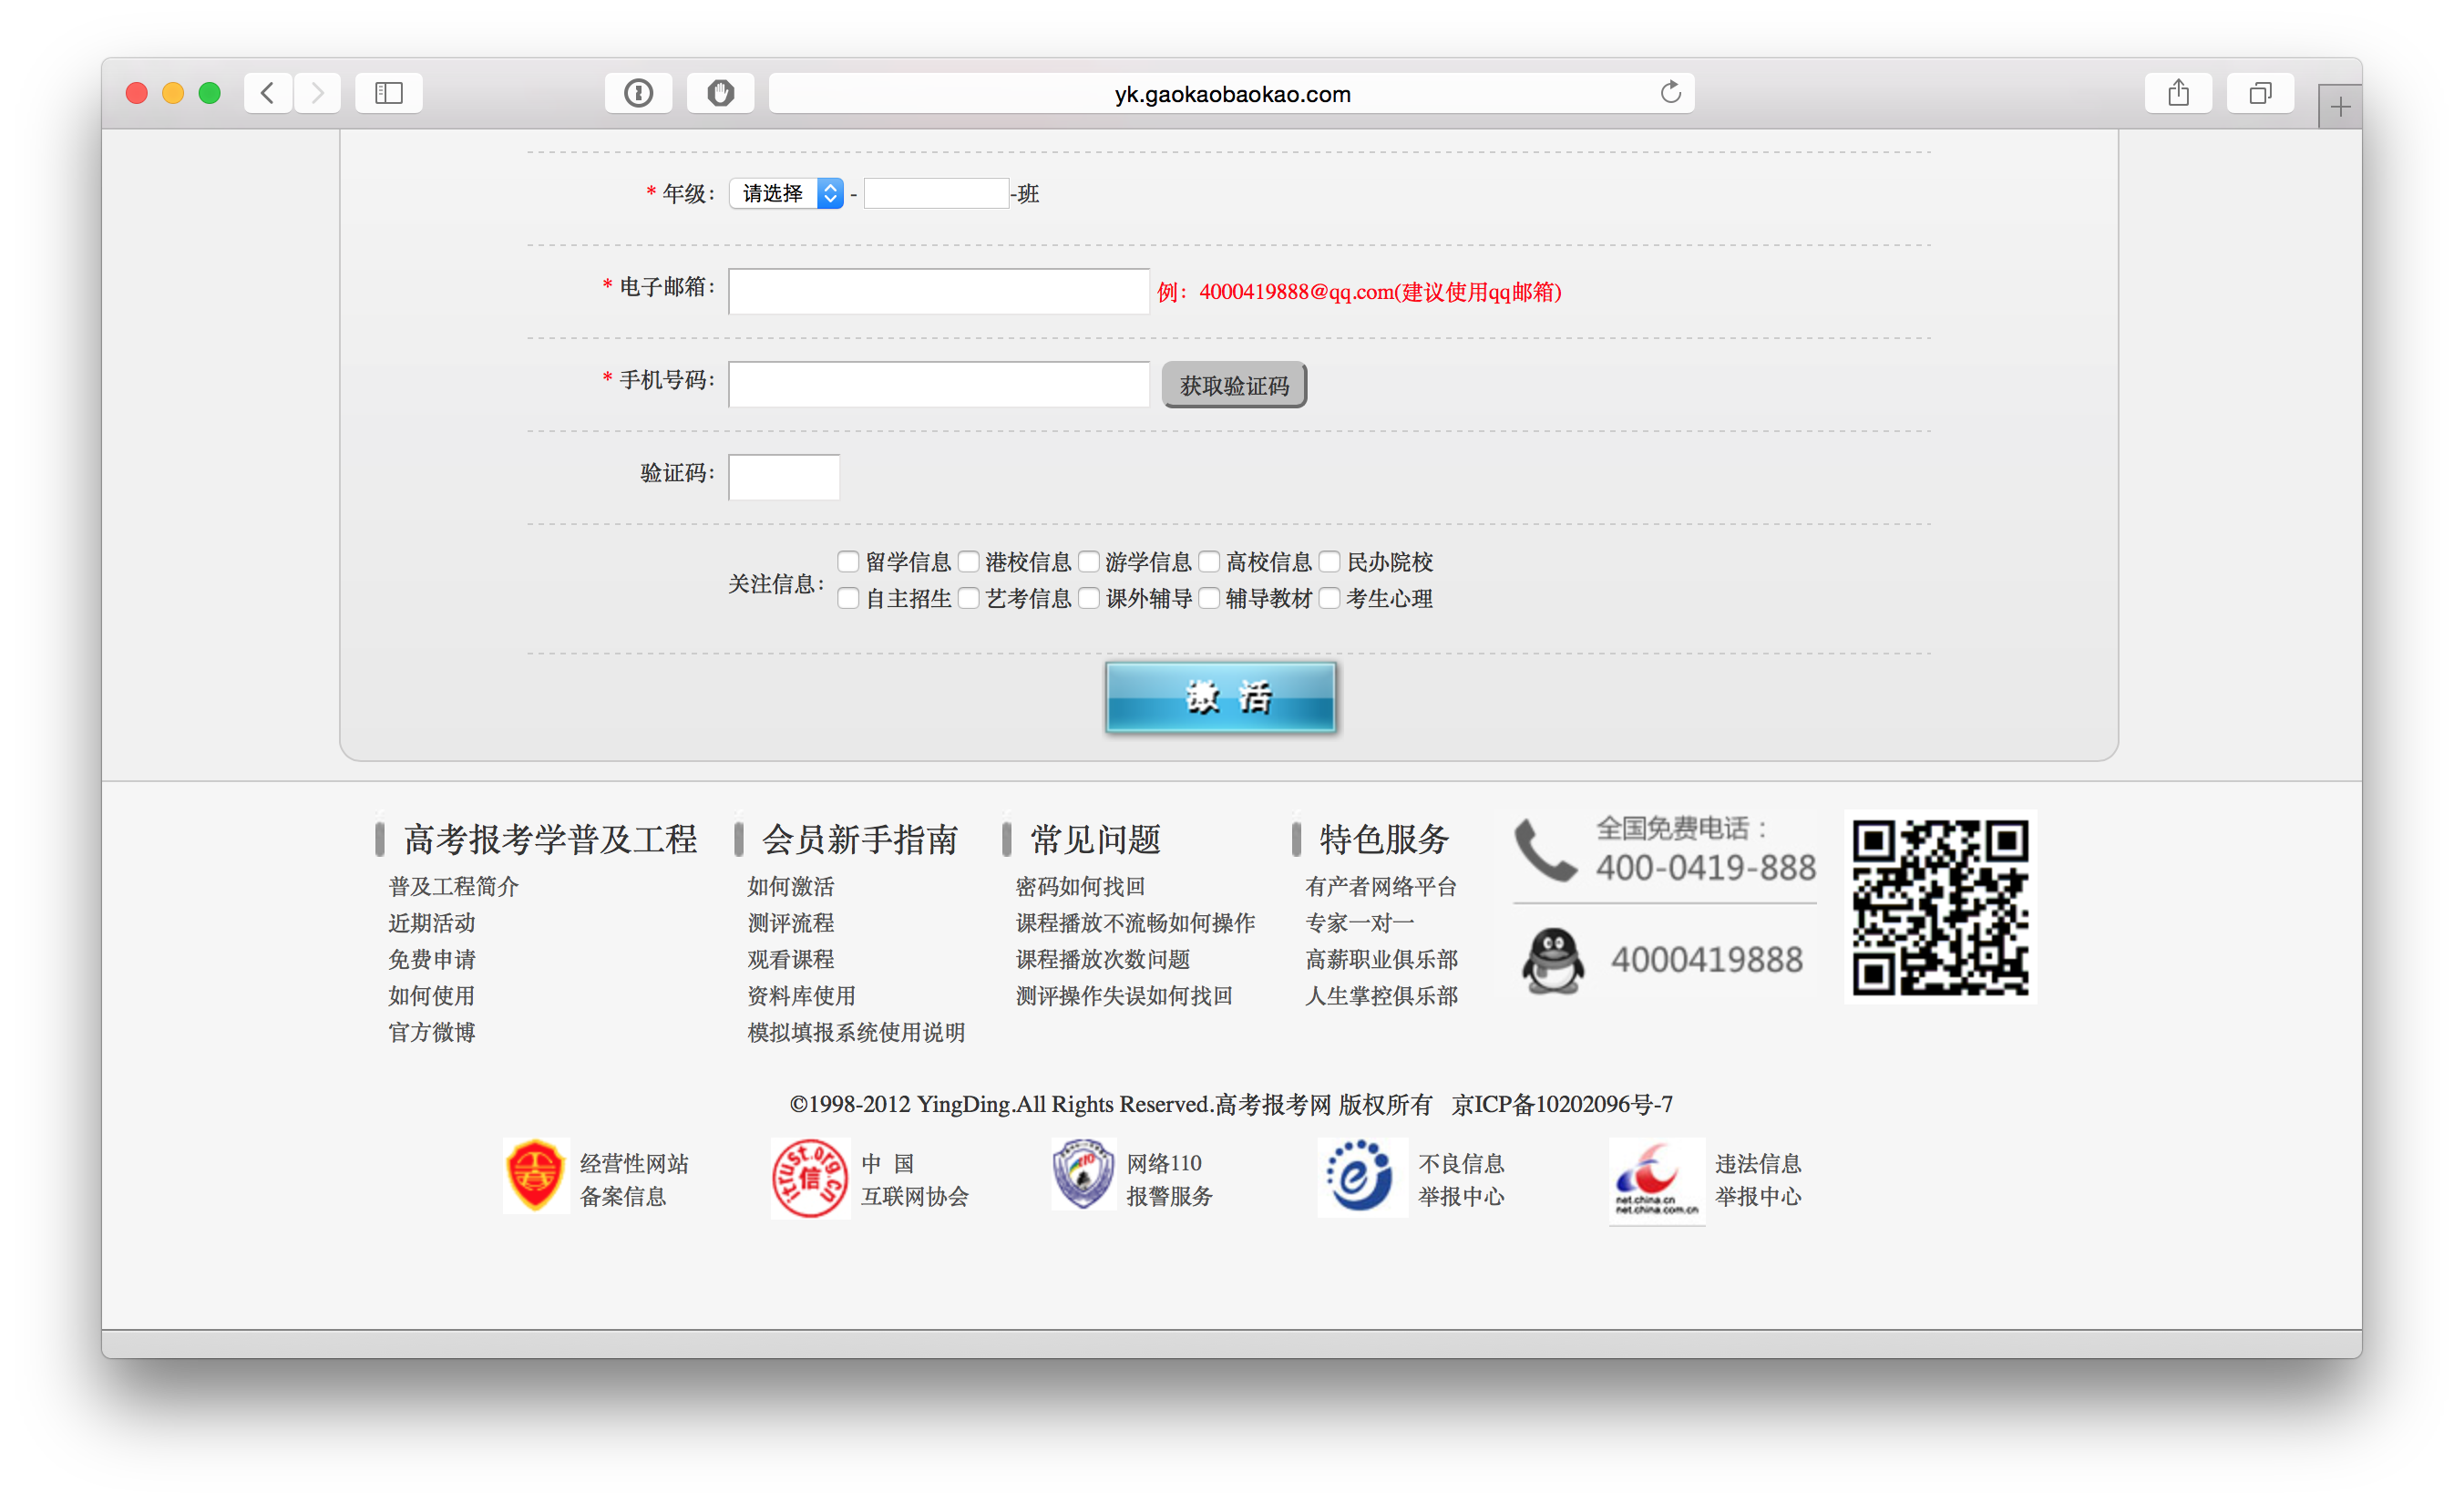 yk.gaokaobaokao.com
* 年级： 请选择 - -班
* 电子邮箱： 例：4000419888@qq.com(建议使用qq邮箱)
* 手机号码： 获取验证码
验证码：
留学信息 港校信息 游学信息 高校信息 民办院校
关注信息：
自主招生 艺考信息 课外辅导 辅导教材 考生心理
激 活
高考报考学普及工程
普及工程简介
近期活动
免费申请
如何使用
官方微博
会员新手指南
如何激活
测评流程
观看课程
资料库使用
模拟填报系统使用说明
常见问题
密码如何找回
课程播放不流畅如何操作
课程播放次数问题
测评操作失误如何找回
特色服务
有产者网络平台
专家一对一
高薪职业俱乐部
人生掌控俱乐部
全国免费电话：
400-0419-888
4000419888
©1998-2012 YingDing.All Rights Reserved.高考报考网 版权所有 京ICP备10202096号-7
经营性网站
备案信息
itrust.org.cn
信
中 国
互联网协会
110
网络110
报警服务
不良信息
举报中心
net.china.cn
net.china.com.cn
违法信息
举报中心